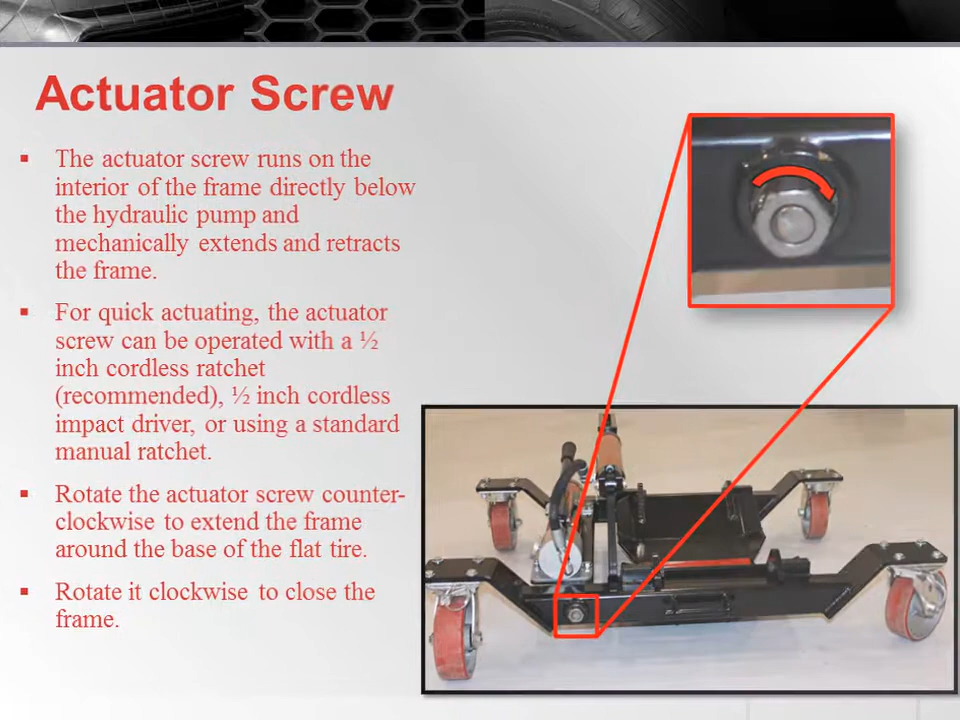 Actuator Screw
▪ The actuator screw runs on the
interior of the frame directly below
the hydraulic pump and
mechanically extends and retracts
the frame.
▪ For quick actuating, the actuator
screw can be operated with a ½
inch cordless ratchet
(recommended), ½ inch cordless
impact driver, or using a standard
manual ratchet.
▪ Rotate the actuator screw counter-
clockwise to extend the frame
around the base of the flat tire.
▪ Rotate it clockwise to close the
frame.